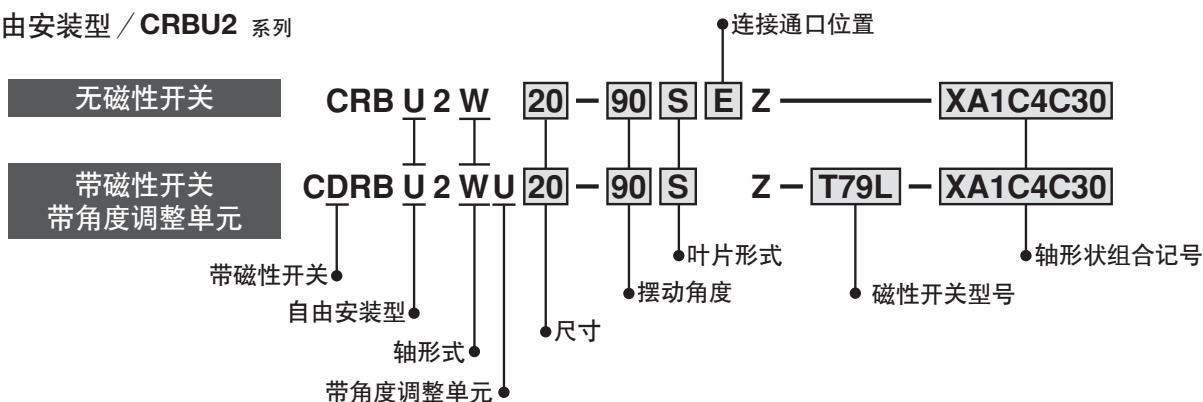 由安装型／CRBU2 系列
连接通口位置
无磁性开关
CRB U 2 W 20 － 90 S E Z ─── XA1C4C30
带磁性开关
带角度调整单元
CDRB U 2 W U 20 － 90 S Z － T79L － XA1C4C30
带磁性开关
叶片形式
轴形状组合记号
自由安装型
摆动角度
磁性开关型号
轴形式
尺寸
带角度调整单元